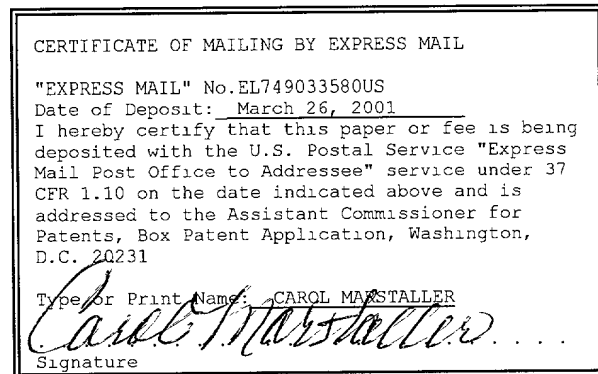 CERTIFICATE OF MAILING BY EXPRESS MAIL
"EXPRESS MAIL" No.EL749033580US
Date of Deposit: March 26, 2001
I hereby certify that this paper or fee is being
deposited with the U.S. Postal Service "Express
Mail Post Office to Addressee" service under 37
CFR 1.10 on the date indicated above and is
addressed to the Assistant Commissioner for
Patents, Box Patent Application, Washington,
D.C. 20231
Type or Print Name: CAROL MARSTALLER
Carol Marstaller
Signature